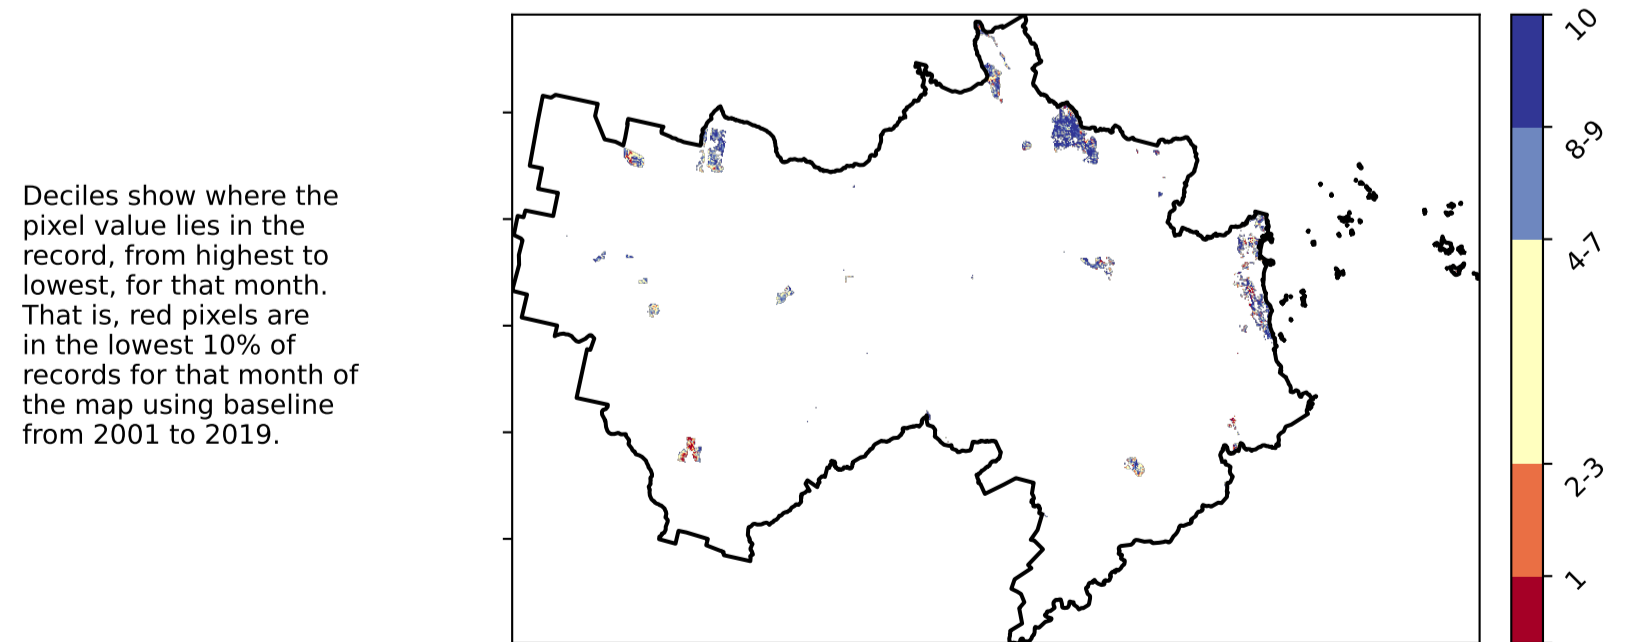 Deciles show where the
pixel value lies in the
record, from highest to
lowest, for that month.
That is, red pixels are
in the lowest 10% of
records for that month of
the map using baseline
from 2001 to 2019.
10
8-9
4-7
2-3
1